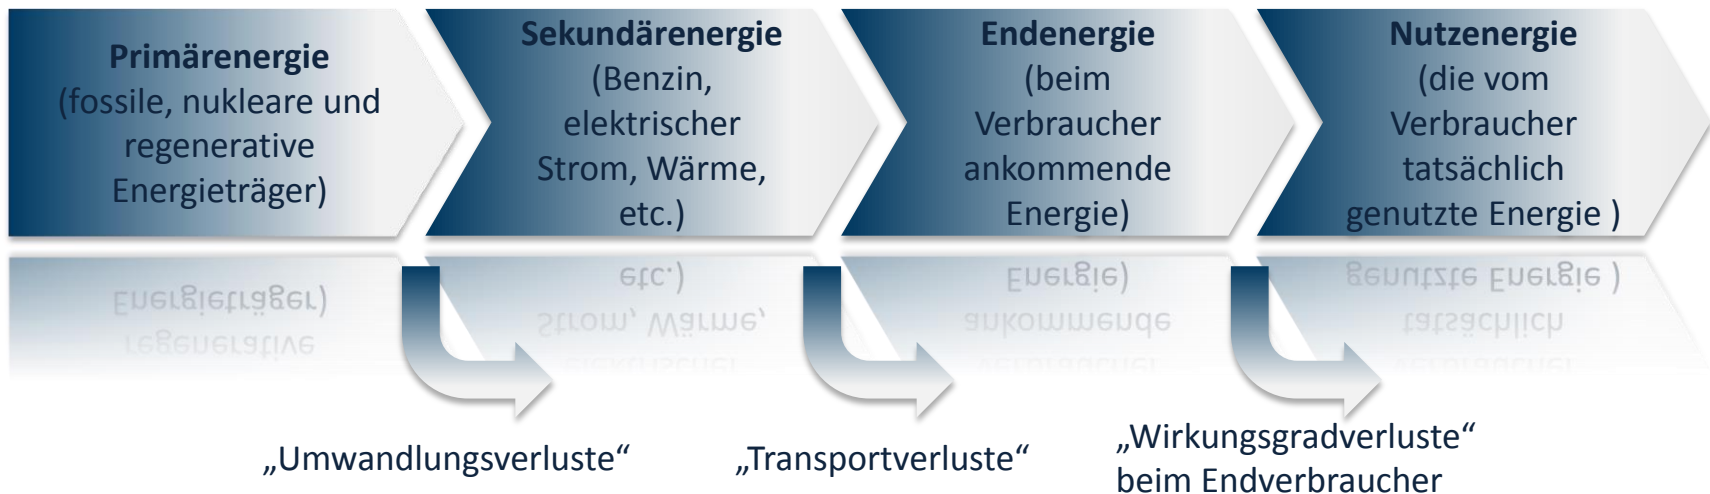 Primärenergie
(fossile, nukleare und
regenerative
Energieträger)
Sekundärenergie
(Benzin,
elektrischer
Strom, Wärme,
etc.)
Endenergie
(beim
Verbraucher
ankommende
Energie)
Nutzenergie
(die vom
Verbraucher
tatsächlich
genutzte Energie )
„Umwandlungsverluste“
„Transportverluste“
„Wirkungsgradverluste“
beim Endverbraucher